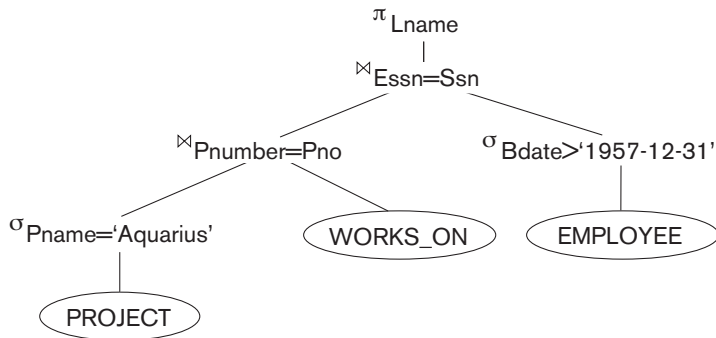 π Lname
⋈ Essn=Ssn
⋈ Pnumber=Pno
σ Bdate>‘1957-12-31’
σ Pname=‘Aquarius’
WORKS_ON
EMPLOYEE
PROJECT